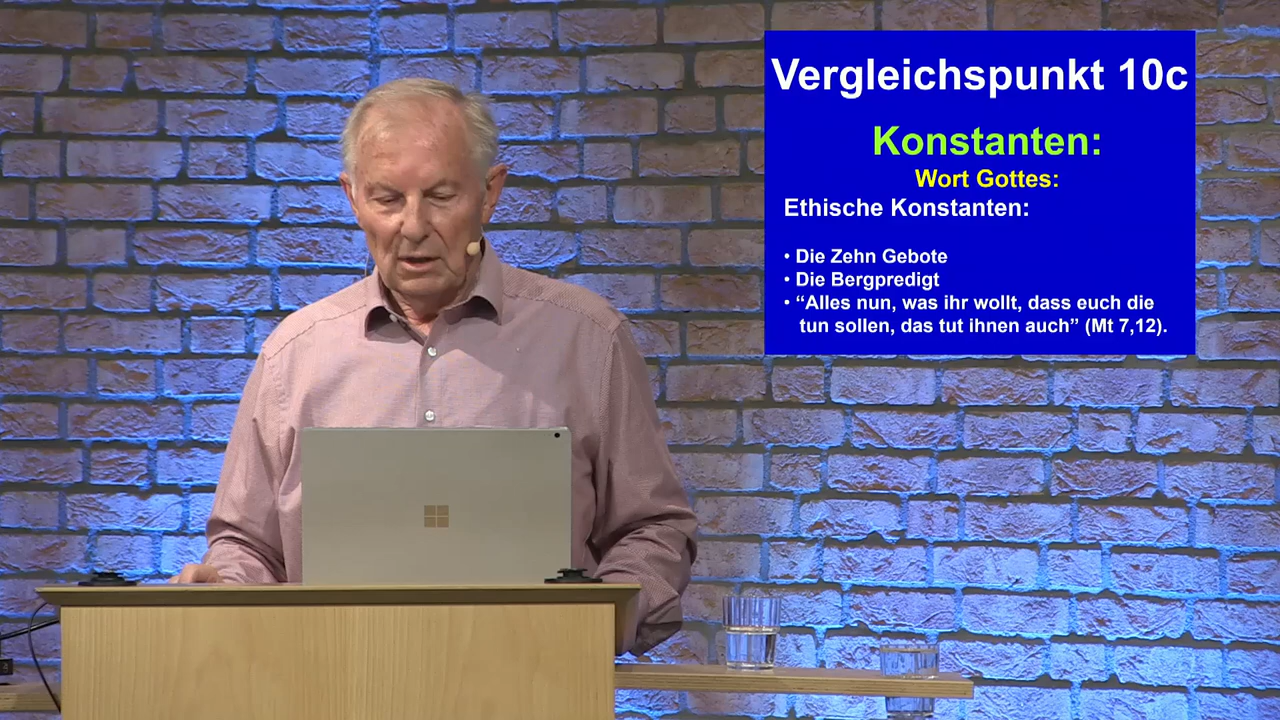 Vergleichspunkt 10c
Konstanten:
Wort Gottes:
Ethische Konstanten:
• Die Zehn Gebote
• Die Bergpredigt
• “Alles nun, was ihr wollt, dass euch die
tun sollen, das tut ihnen auch” (Mt 7,12).